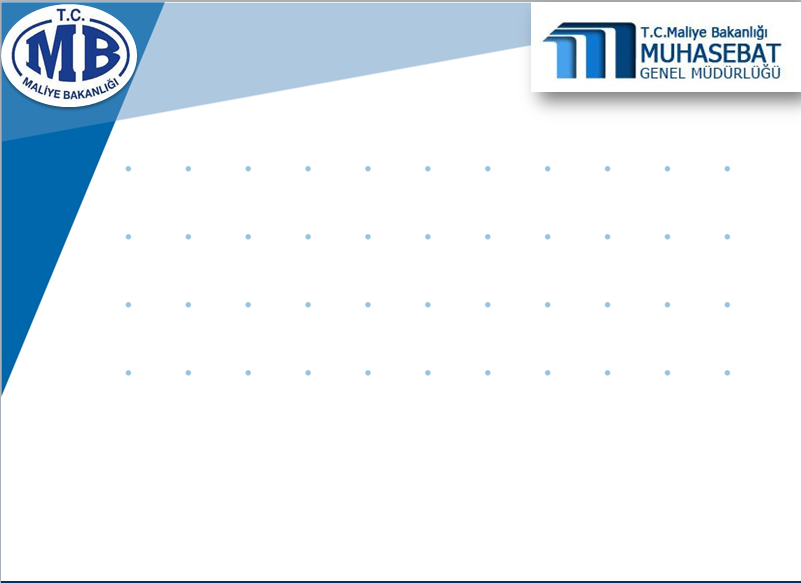 T.C.
MB
MALİYE BAKANLIĞI
T.C.Maliye Bakanlığı
MUHASEBAT
GENEL MÜDÜRLÜĞÜ